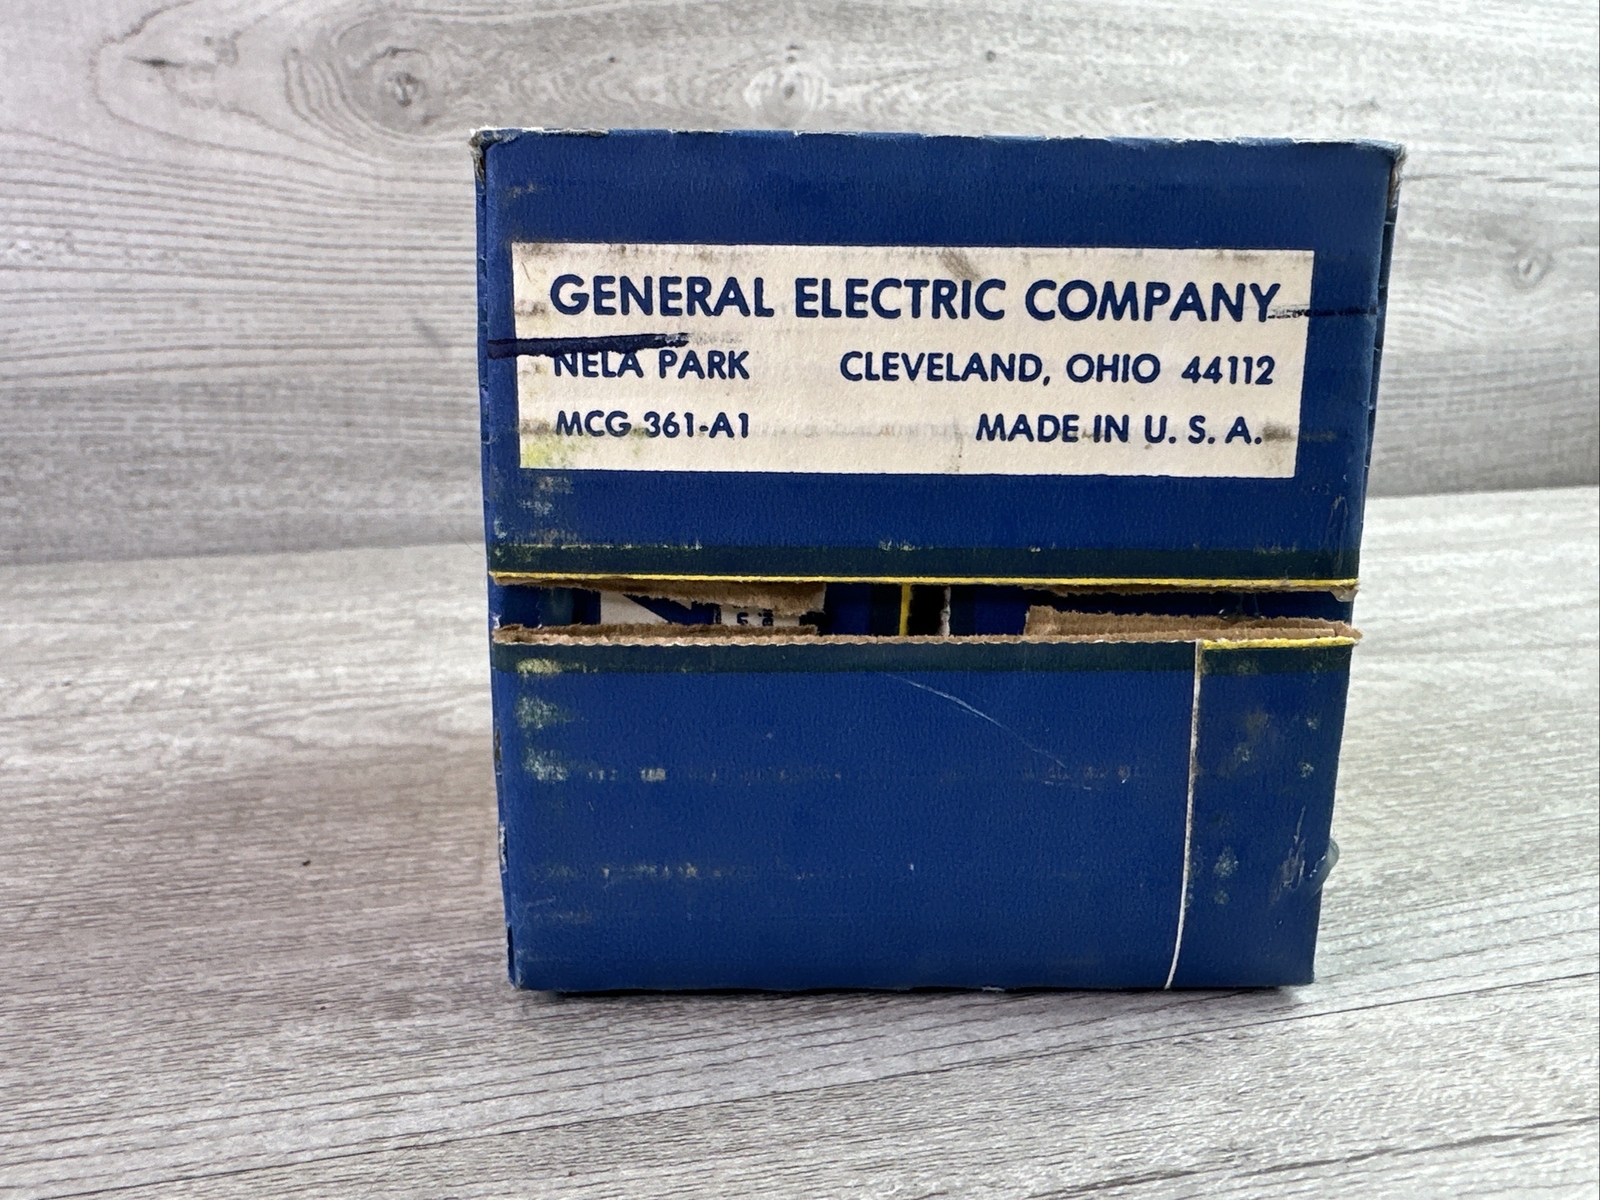 GENERAL ELECTRIC COMPANY
NELA PARK CLEVELAND, OHIO 44112
MCG 361-A1 MADE IN U. S. A.